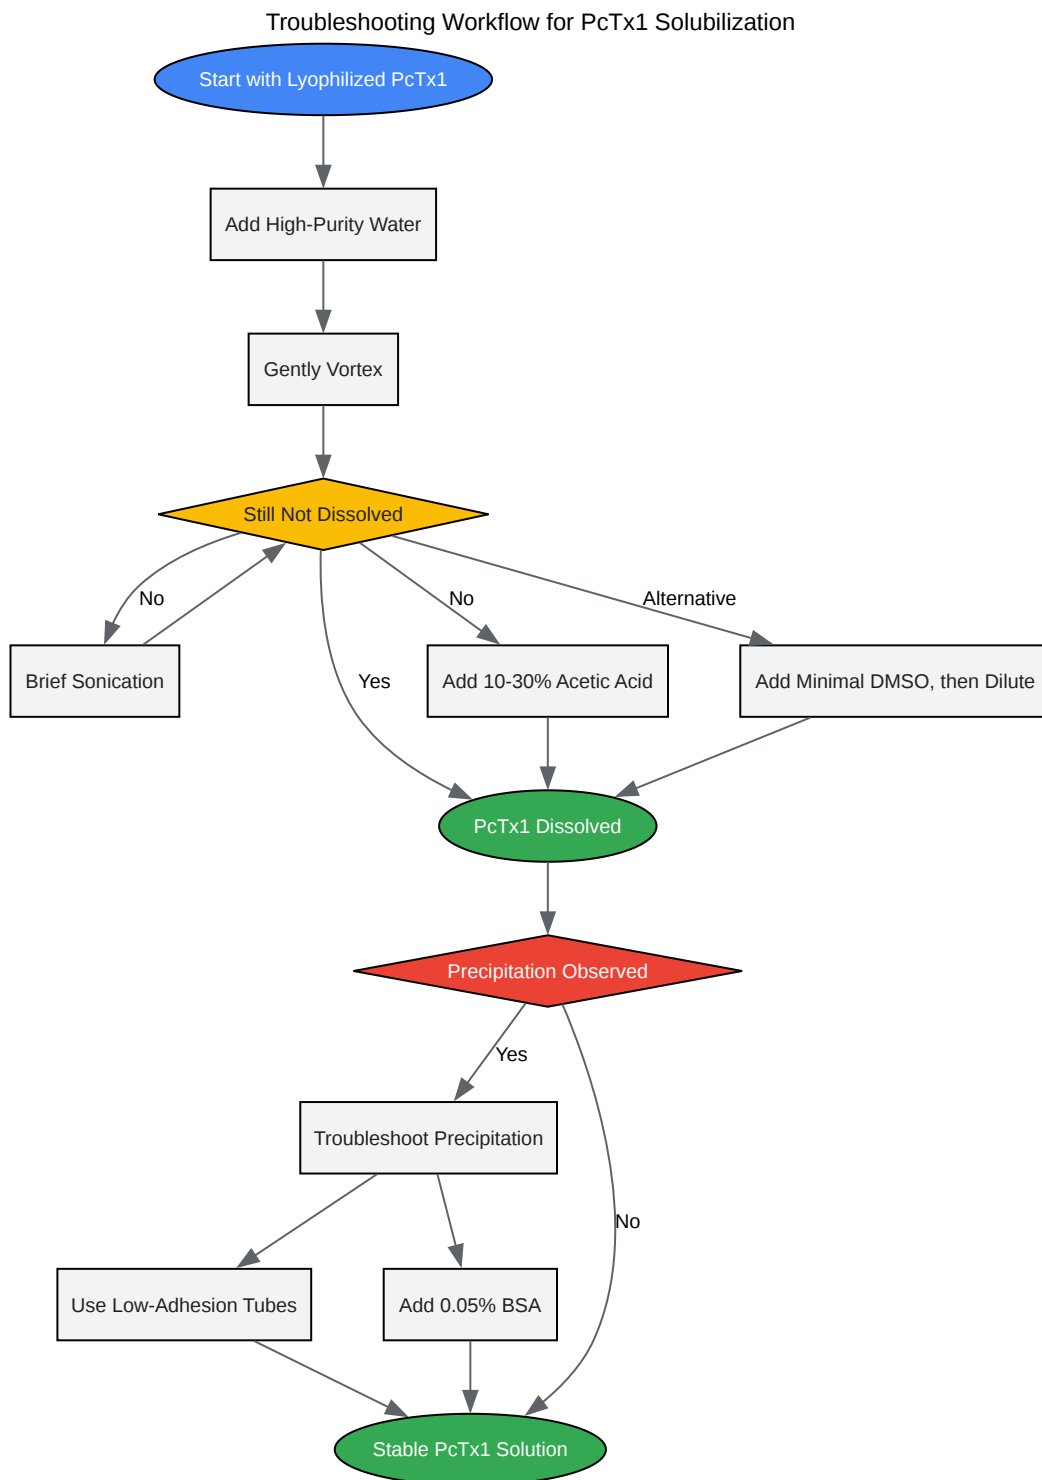 Troubleshooting Workflow for PcTx1 Solubilization
Start with Lyophilized PcTx1
Add High-Purity Water
Gently Vortex
Still Not Dissolved
No
No
Alternative
Brief Sonication
Yes
Add 10-30% Acetic Acid
Add Minimal DMSO, then Dilute
PcTx1 Dissolved
Precipitation Observed
Yes
Troubleshoot Precipitation
No
Use Low-Adhesion Tubes
Add 0.05% BSA
Stable PcTx1 Solution